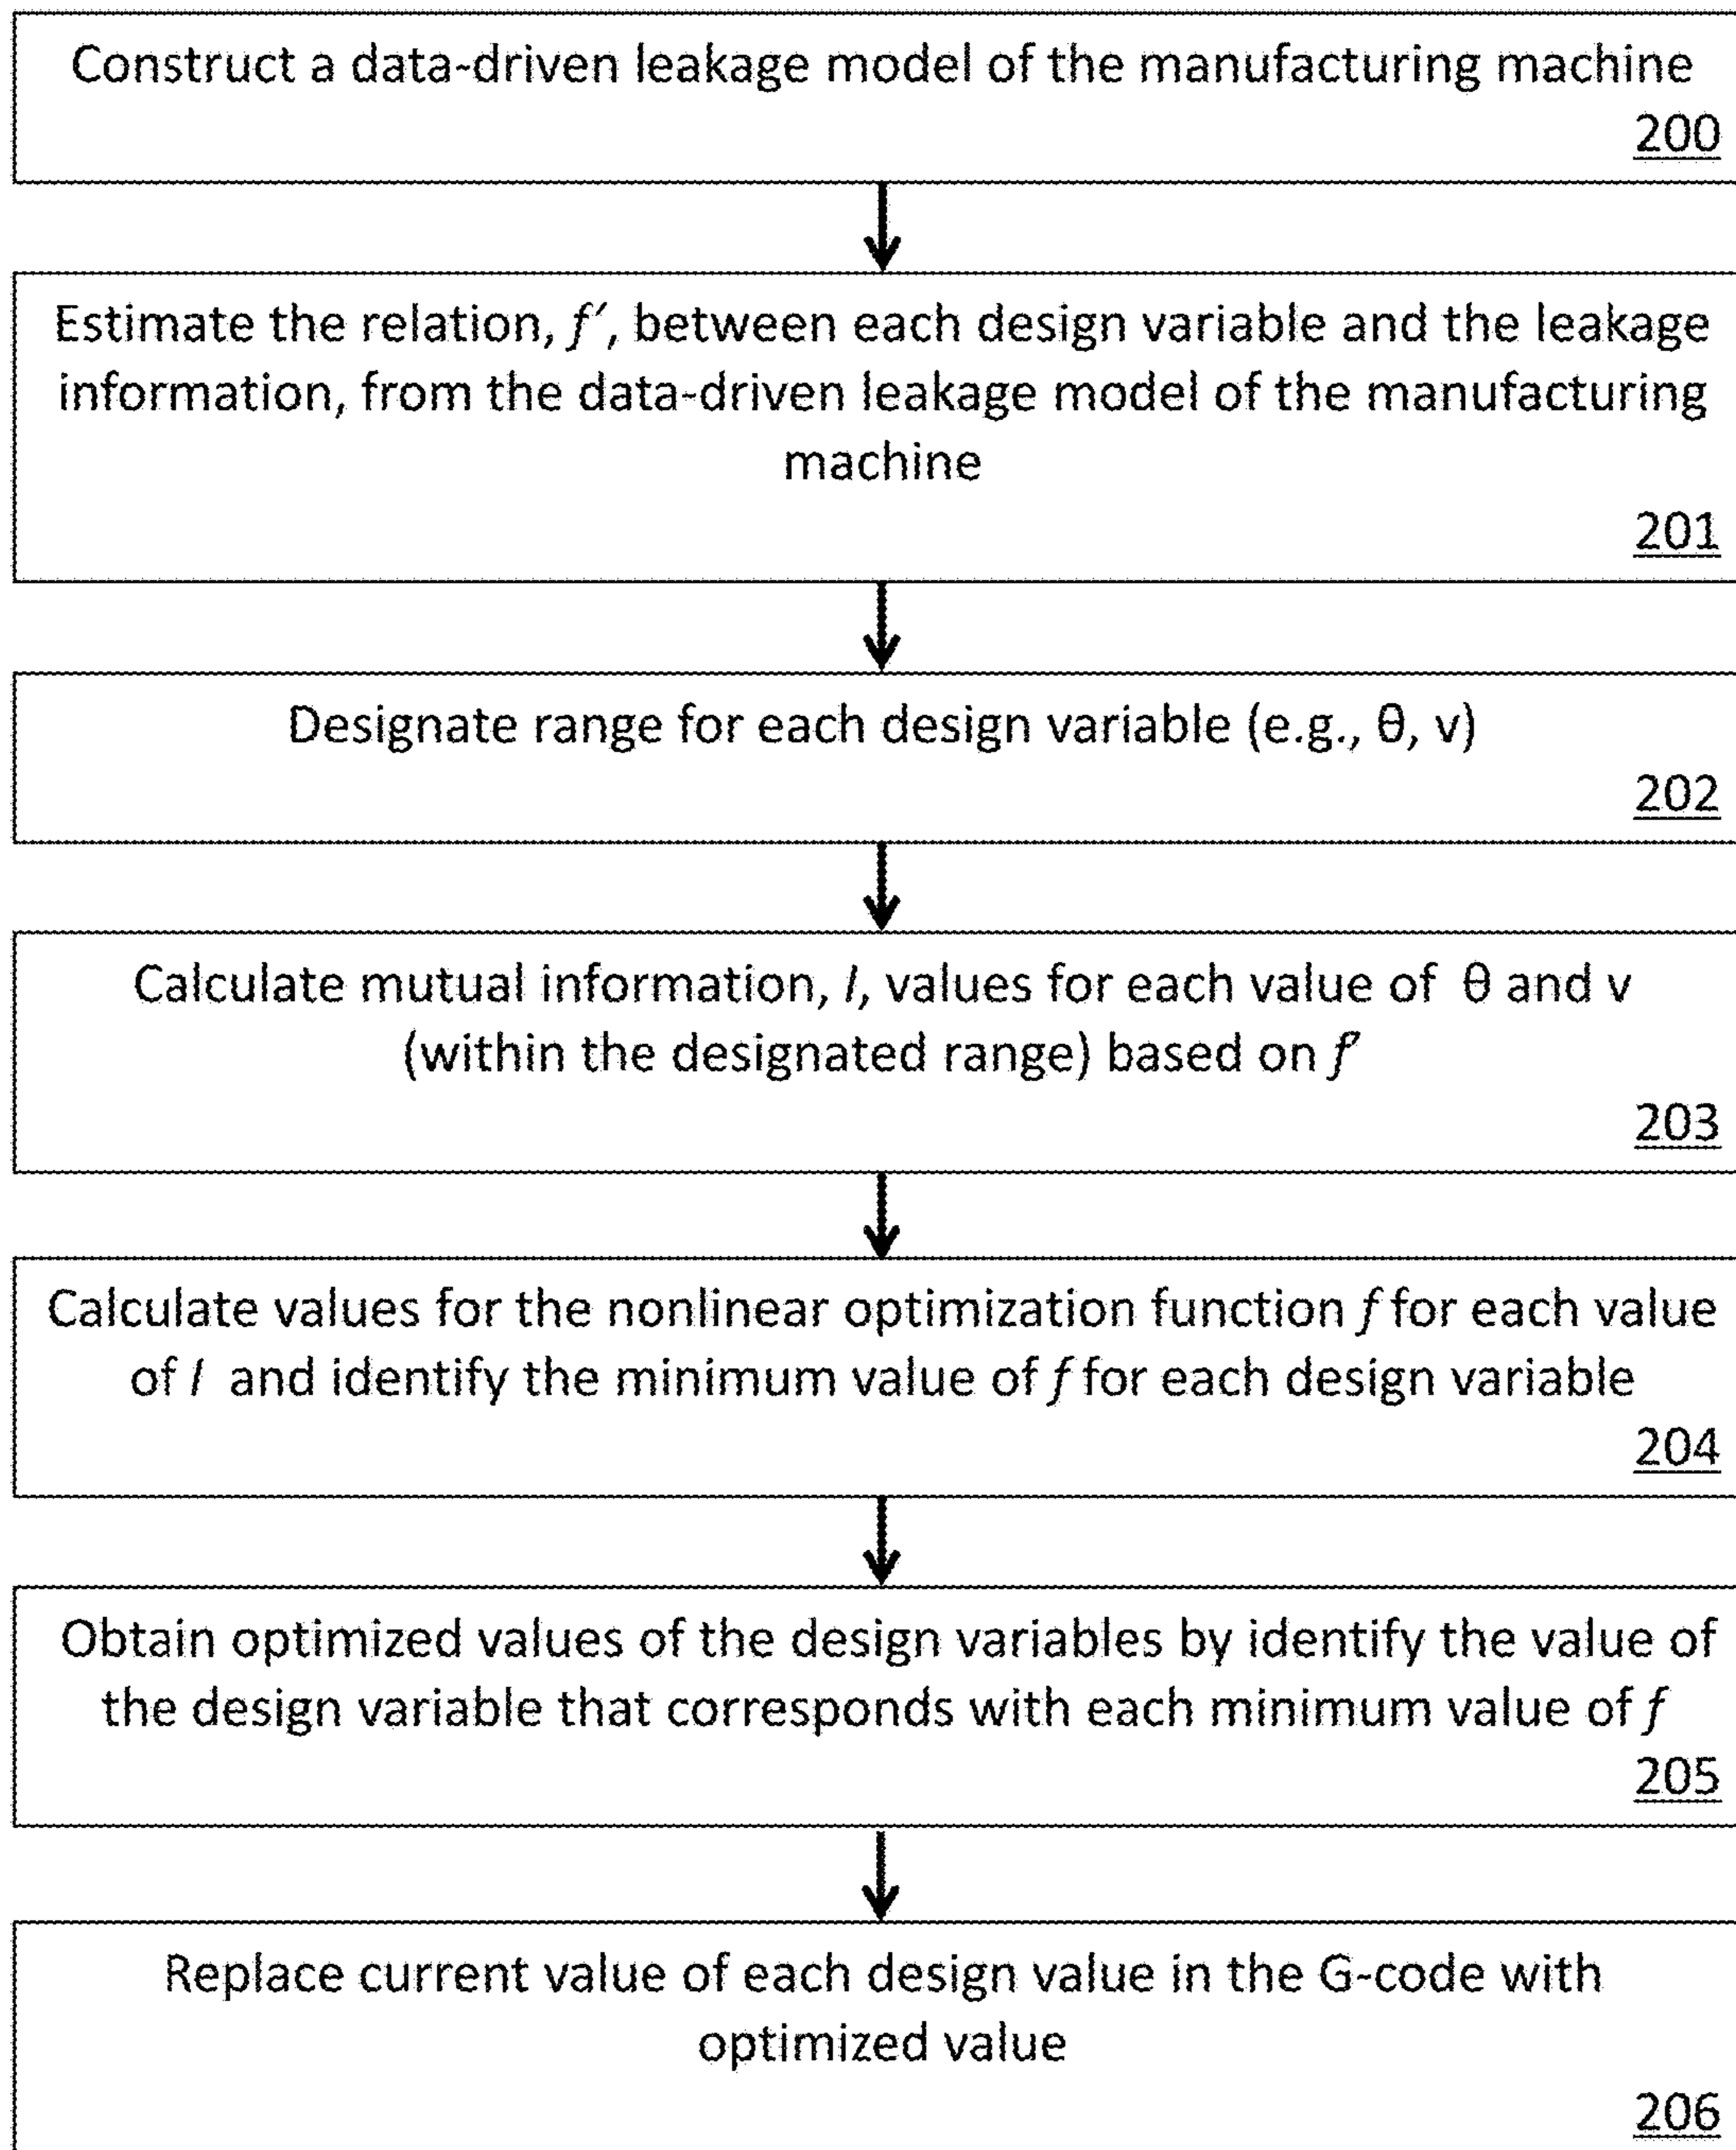 Construct a data-driven leakage model of the manufacturing machine
200
Estimate the relation, f′, between each design variable and the leakage
information, from the data-driven leakage model of the manufacturing
machine
201
Designate range for each design variable (e.g., θ, v)
202
Calculate mutual information, I, values for each value of θ and v
(within the designated range) based on f′
203
Calculate values for the nonlinear optimization function f for each value
of I and identify the minimum value of f for each design variable
204
Obtain optimized values of the design variables by identify the value of
the design variable that corresponds with each minimum value of f
205
Replace current value of each design value in the G-code with
optimized value
206